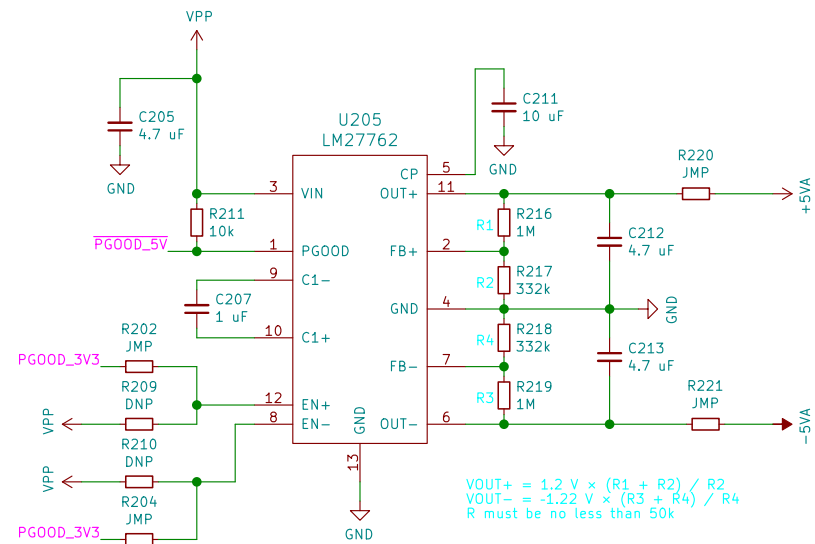 VPP
C205
4.7 uF
GND
C211
10 uF
GND
U205
LM27762
R220
JMP
+5VA
3
VIN
CP
5
OUT+
11
R211
10k
PGOOD_5V
1
PGOOD
R1
R216
1M
C212
4.7 uF
FB+
2
9
C1-
R2
R217
332k
C207
1 uF
GND
4
GND
10
C1+
R4
R218
332k
C213
4.7 uF
R202
JMP
PGOOD_3V3
FB-
7
R209
DNP
VPP
12
EN+
8
EN-
R3
R219
1M
R221
JMP
OUT-
6
-5VA
GND
13
R210
DNP
VPP
R204
JMP
PGOOD_3V3
GND
VOUT+ = 1.2 V × (R1 + R2) / R2
VOUT- = -1.22 V × (R3 + R4) / R4
R must be no less than 50k